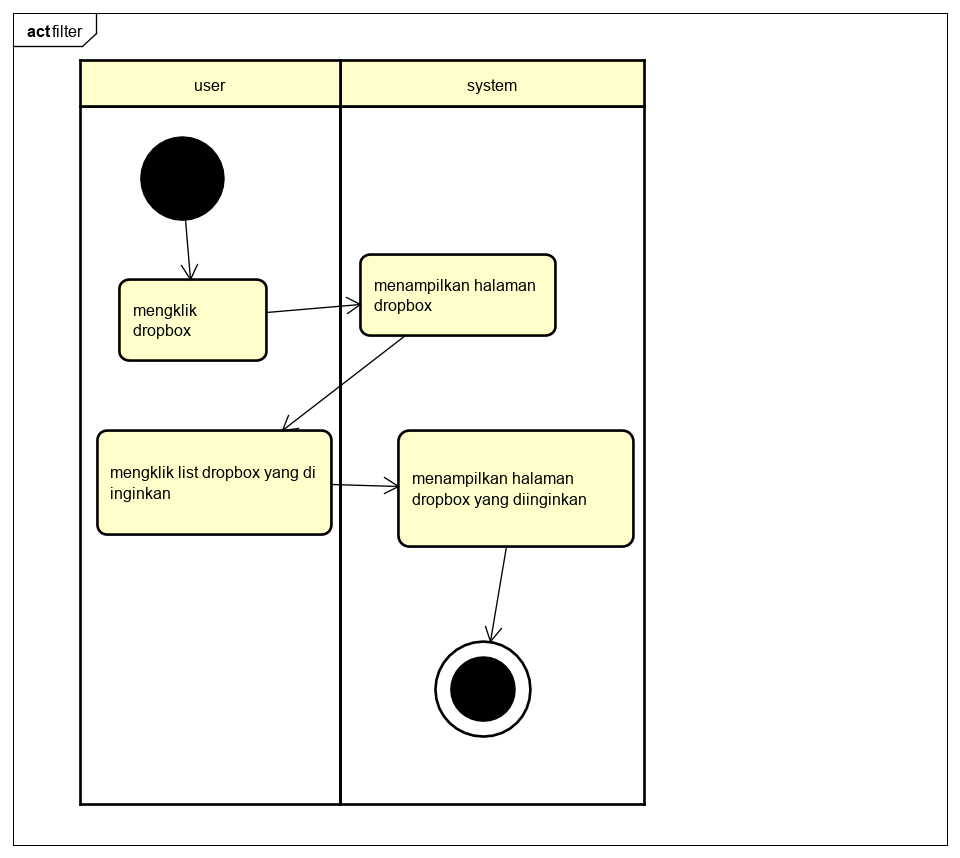 act filter
user
system
mengklik
dropbox
menampilkan halaman
dropbox
mengklik list dropbox yang di
inginkan
menampilkan halaman
dropbox yang diinginkan